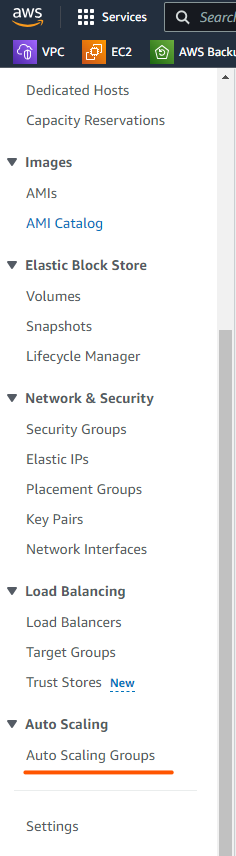 aws Services Search
VPC EC2 AWS Backu
Dedicated Hosts
Capacity Reservations
Images
AMIs
AMI Catalog
Elastic Block Store
Volumes
Snapshots
Lifecycle Manager
Network & Security
Security Groups
Elastic IPs
Placement Groups
Key Pairs
Network Interfaces
Load Balancing
Load Balancers
Target Groups
Trust Stores New
Auto Scaling
Auto Scaling Groups
Settings